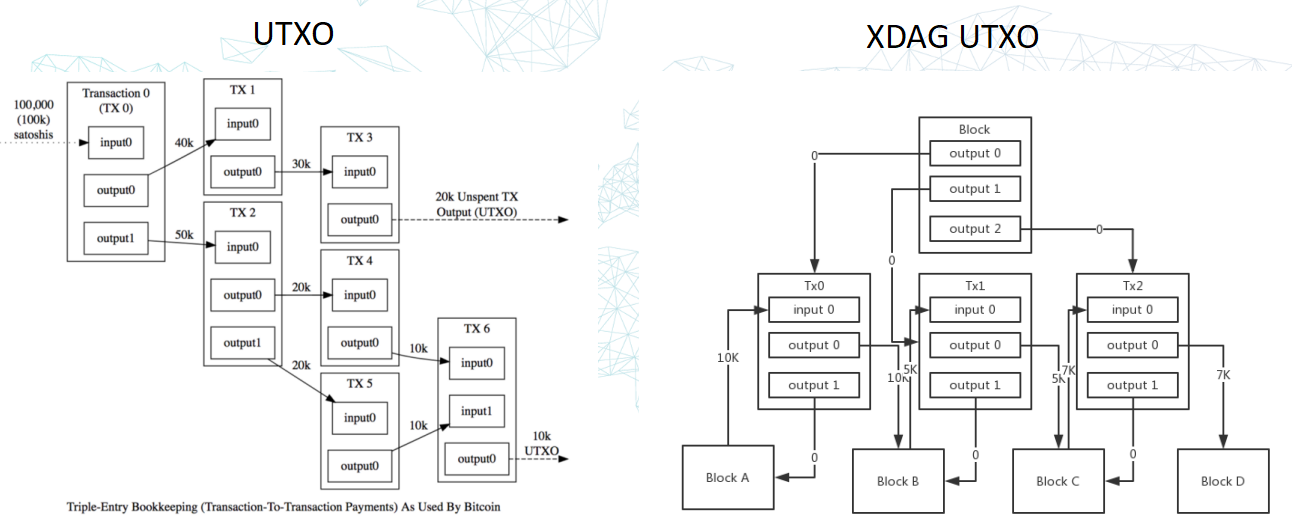 UTXO
Transaction 0
(TX 0)
100,000
(100k)
satoshis
input0
output0
output1
40k
50k
TX 1
input0
output0
30k
TX 2
input0
output0
output1
20k
20k
TX 3
input0
output0
20k Unspent TX
Output (UTXO)
TX 4
input0
output0
10k
TX 5
input0
output0
10k
TX 6
input0
input1
output0
10k
UTXO
Triple-Entry Bookkeeping (Transaction-To-Transaction Payments) As Used By Bitcoin
XDAG UTXO
Block
output 0
output 1
output 2
0
0
0
Tx0
input 0
output 0
output 1
Tx1
input 0
output 0
output 1
Tx2
input 0
output 0
output 1
10K
10K
5K
5K
7K
7K
0
0
0
Block A
Block B
Block C
Block D